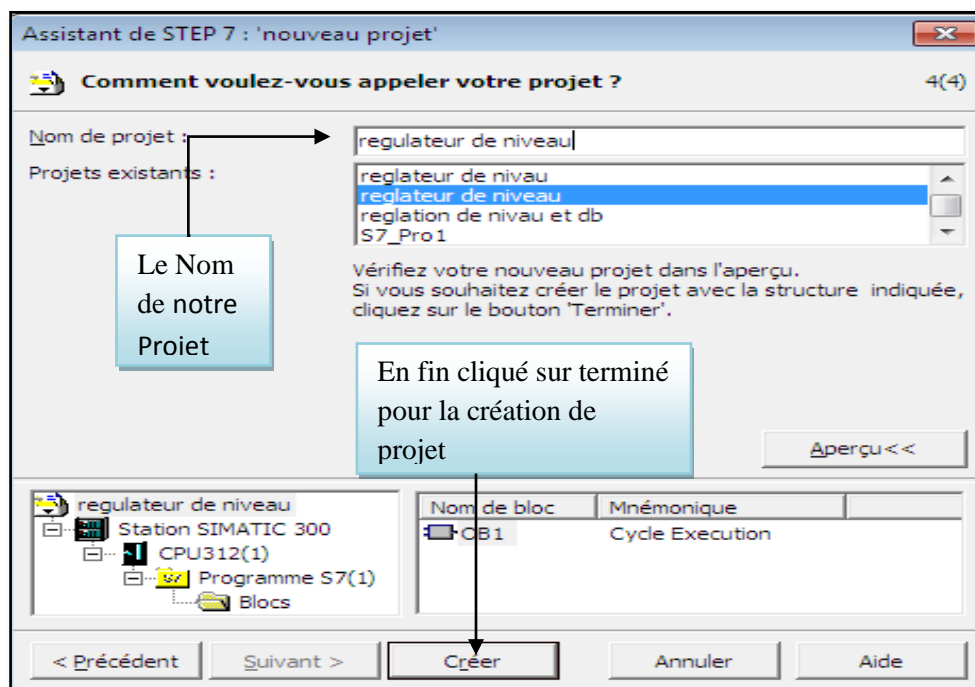 Assistant de STEP 7 : 'nouveau projet'
Comment voulez-vous appeler votre projet ?
4(4)
Nom de projet :
regulateur de niveau
Projets existants :
reglateur de nivau
reglateur de niveau
reglation de nivau et db
S7_Pro1
Le Nom
de notre
Projet
Vérifiez votre nouveau projet dans l'aperçu.
Si vous souhaitez créer le projet avec la structure indiquée,
cliquez sur le bouton 'Terminer'.
En fin cliqué sur terminé
pour la création de
projet
Aperçu<<
regulateur de niveau
Station SIMATIC 300
CPU312(1)
Programme S7(1)
Blocs
Nom de bloc
Mnémonique
OB1
Cycle Execution
< Précédent
Suivant >
Créer
Annuler
Aide